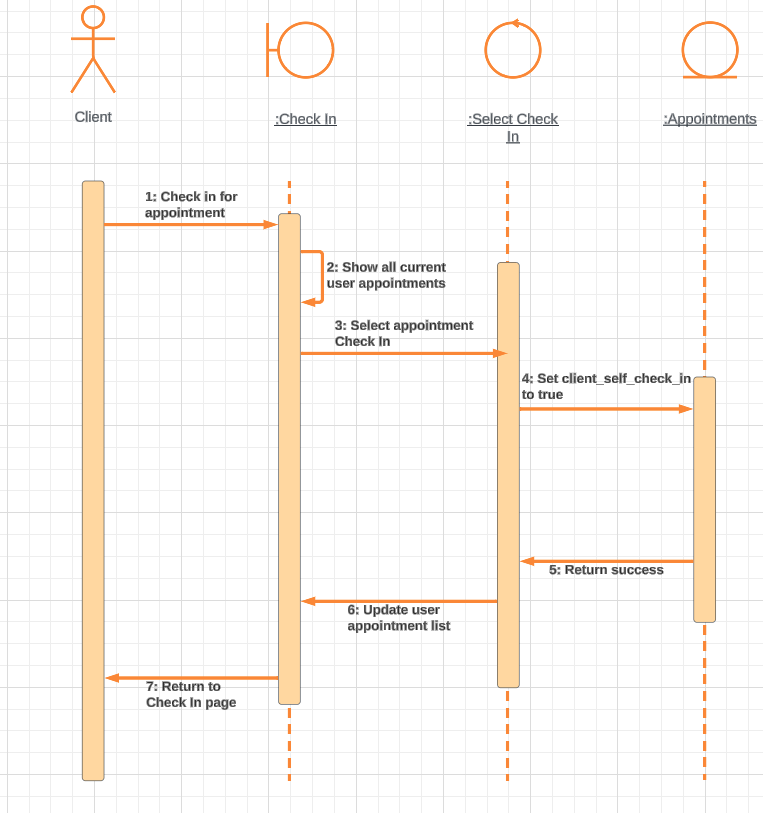 Client
:Check In
:Select Check
In
:Appointments
1: Check in for
appointment
2: Show all current
user appointments
3: Select appointment
Check In
4: Set client_self_check_in
to true
5: Return success
6: Update user
appointment list
7: Return to
Check In page